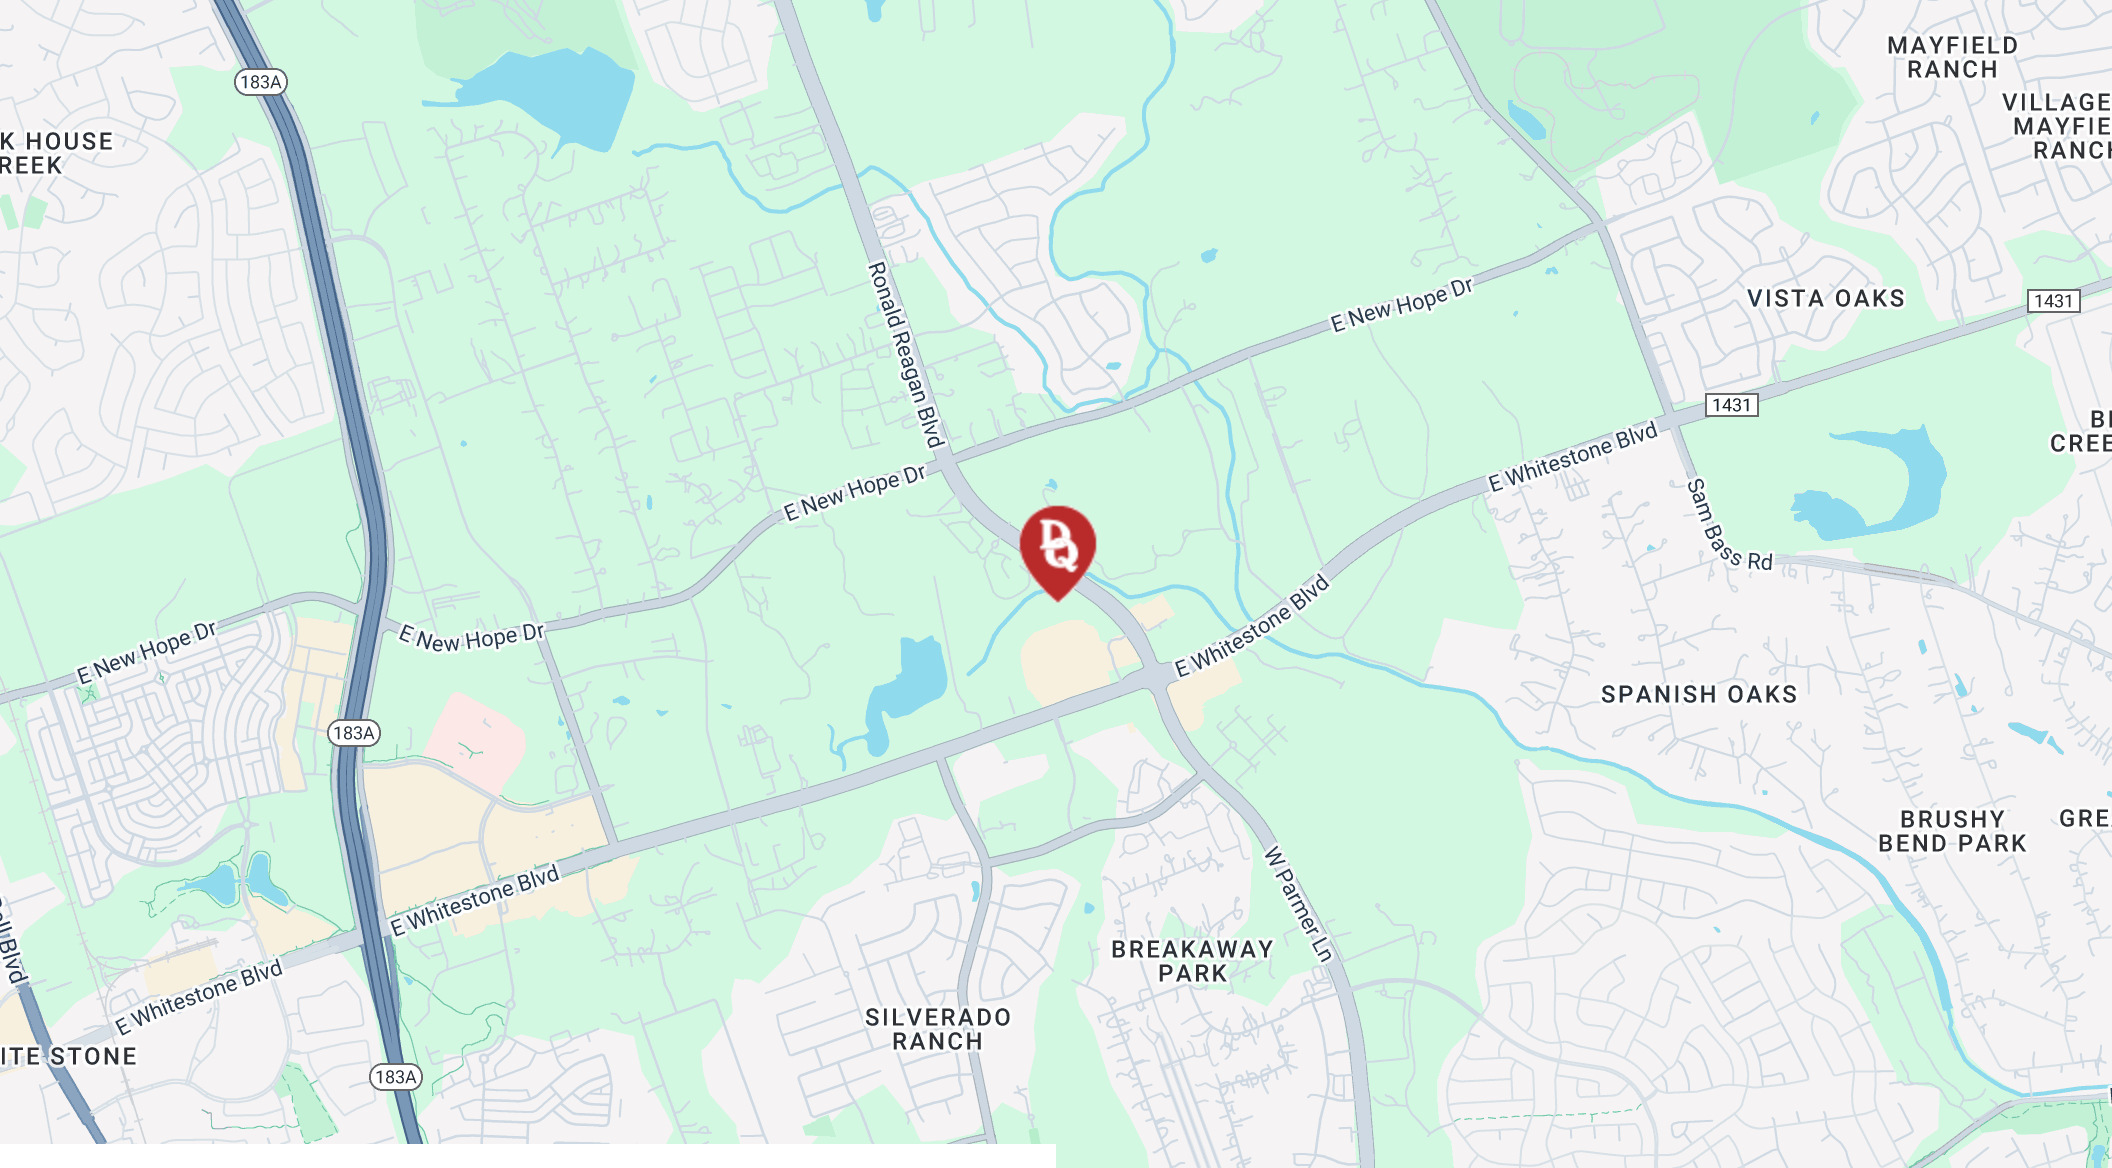 MAYFIELD
RANCH
183A
VILLAGE
MAYFIE
RANCH
K HOUSE
REEK
Ronald Reagan Blvd
E New Hope Dr
VISTA OAKS
1431
1431
BI
CREE
E New Hope Dr
E Whitestone Blvd
Sam Bass Rd
DQ
E Whitestone Blvd
E New Hope Dr
E New Hope Dr
SPANISH OAKS
183A
BRUSHY
BEND PARK
GRE
W Parmer Ln
E Whitestone Blvd
ell Blvd
BREAKAWAY
PARK
E Whitestone Blvd
SILVERADO
RANCH
ITE STONE
183A